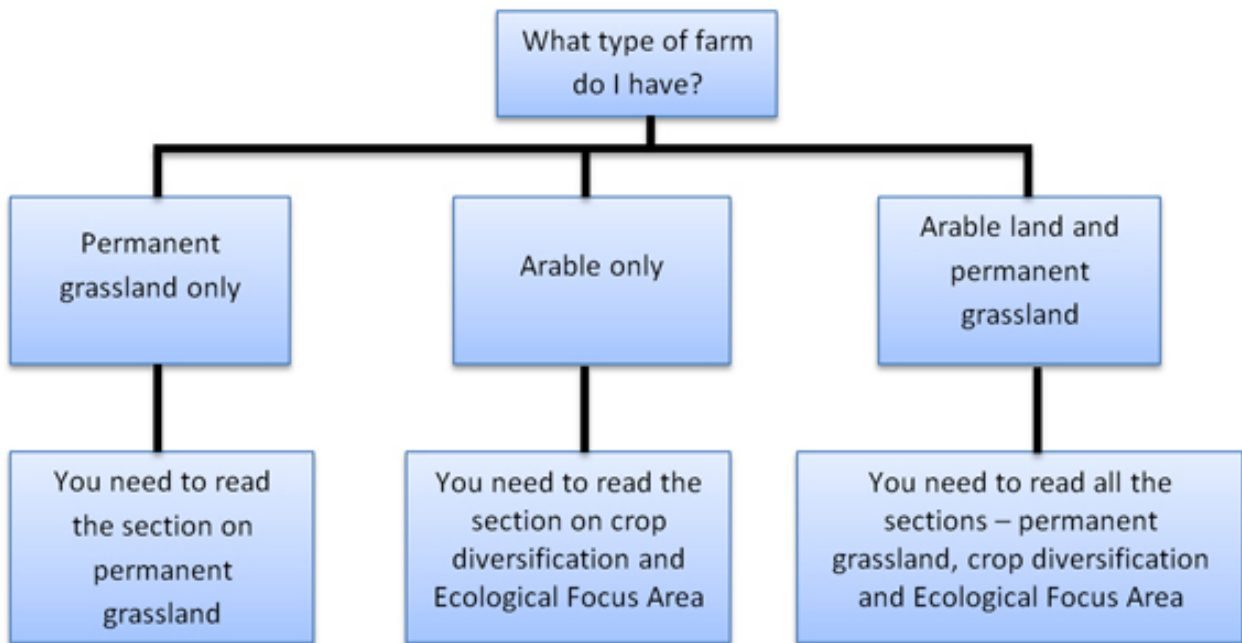 What type of farm
do I have?
Permanent
grassland only
Arable only
Arable land and
permanent
grassland
You need to read
the section on
permanent
grassland
You need to read the
section on crop
diversification and
Ecological Focus Area
You need to read all the
sections – permanent
grassland, crop diversification
and Ecological Focus Area